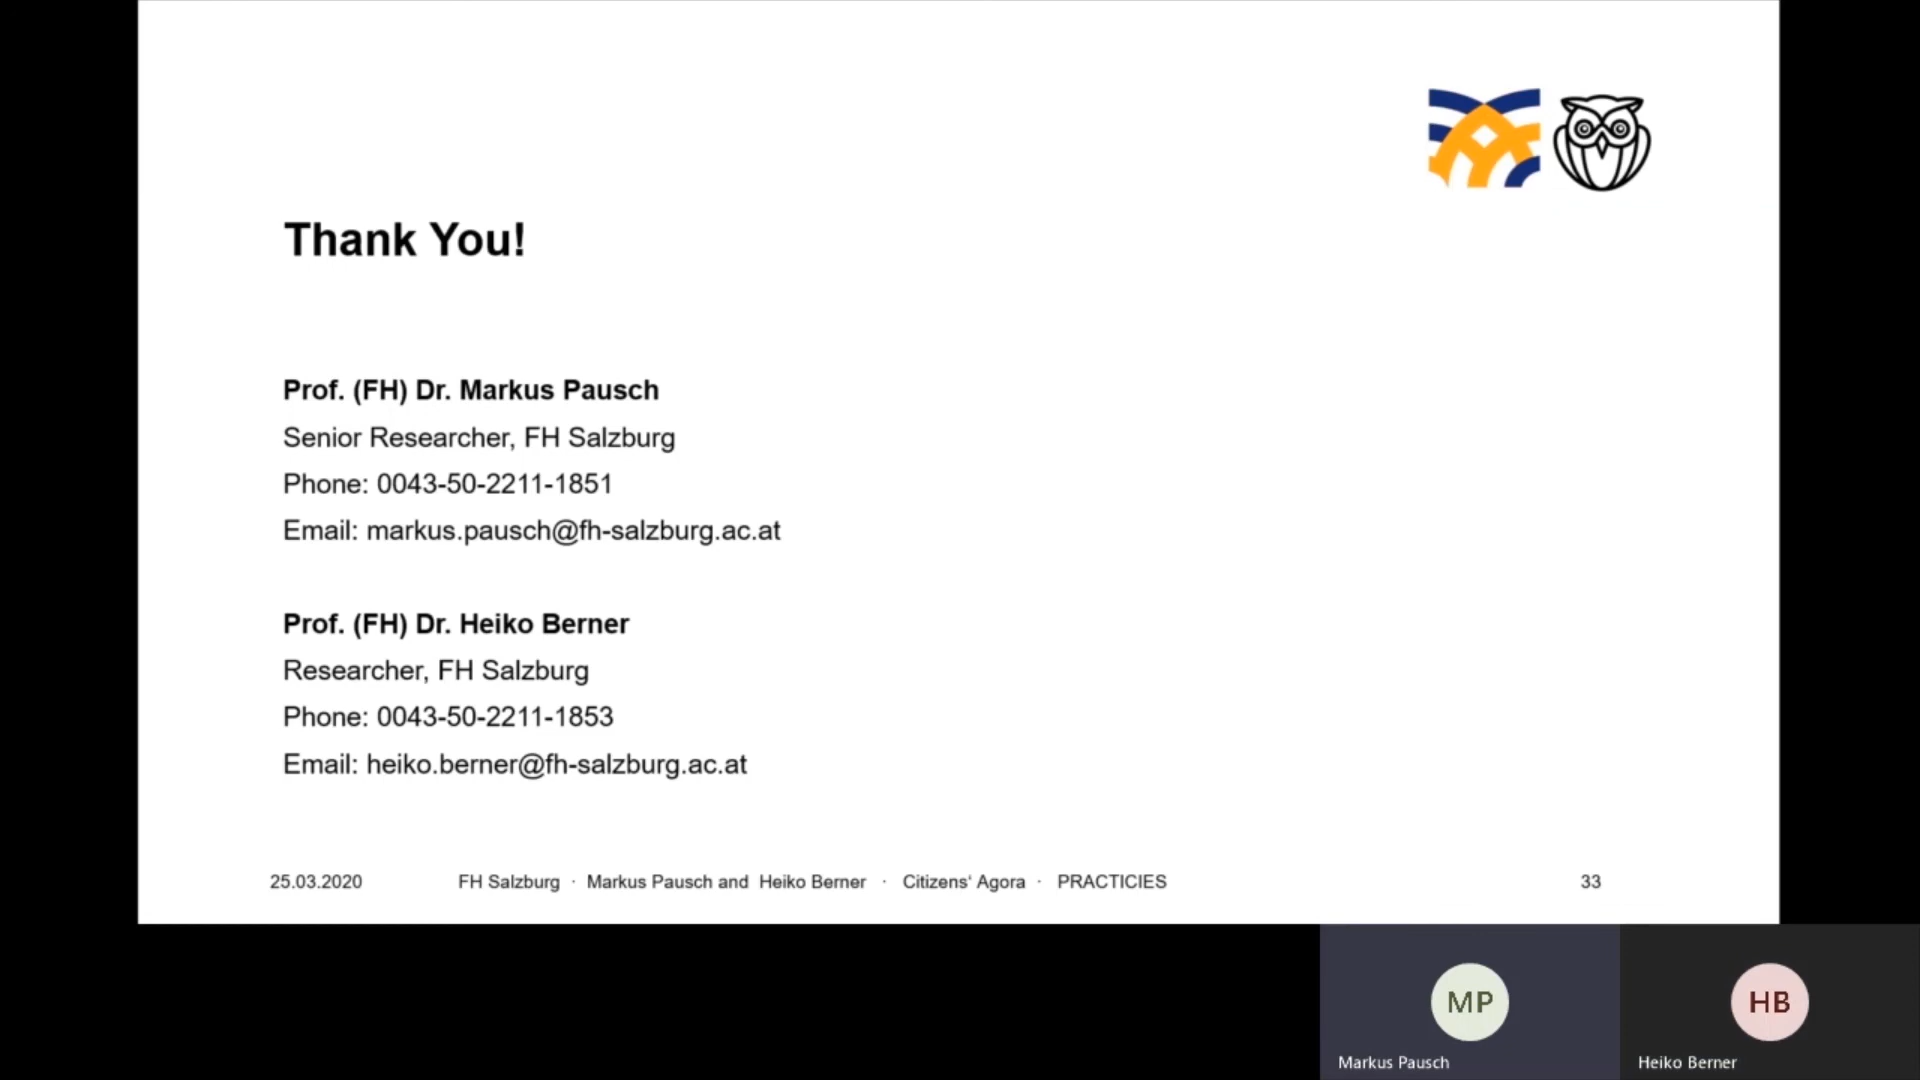 Thank You!
Prof. (FH) Dr. Markus Pausch
Senior Researcher, FH Salzburg
Phone: 0043-50-2211-1851
Email: markus.pausch@fh-salzburg.ac.at
Prof. (FH) Dr. Heiko Berner
Researcher, FH Salzburg
Phone: 0043-50-2211-1853
Email: heiko.berner@fh-salzburg.ac.at
25.03.2020 FH Salzburg · Markus Pausch and Heiko Berner · Citizens‘ Agora · PRACTICIES 33
MP HB
Markus Pausch Heiko Berner